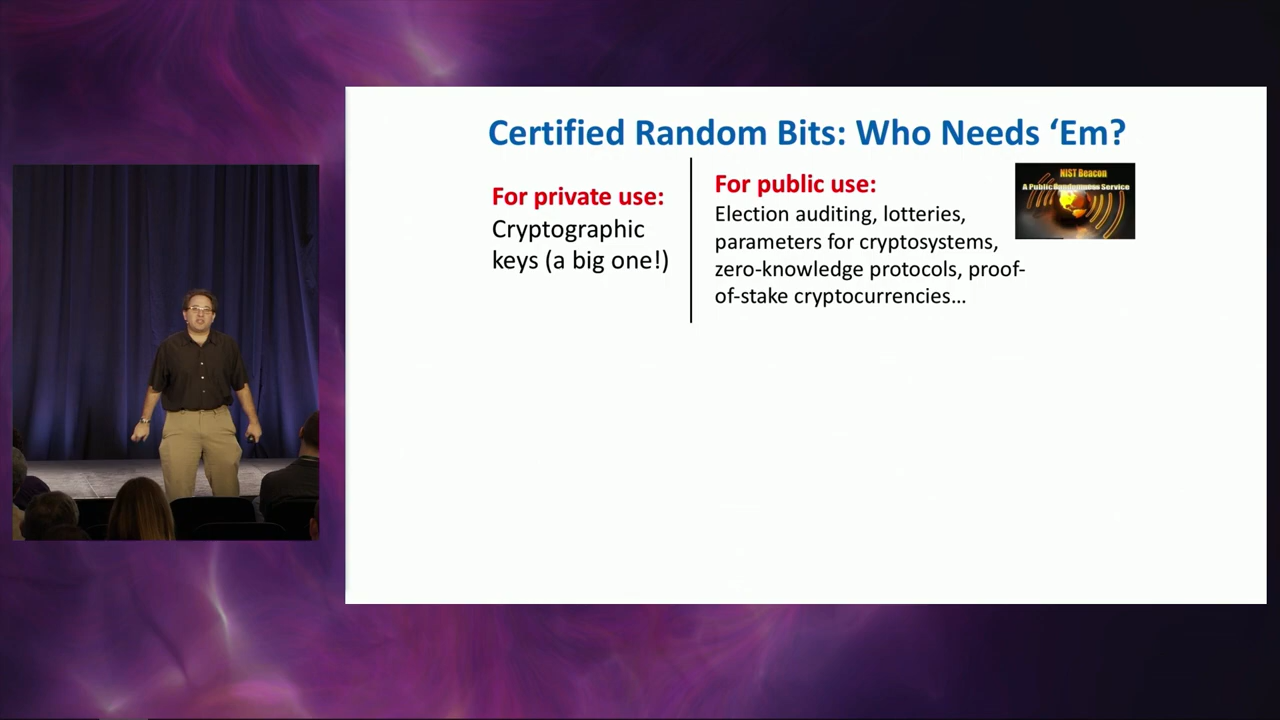 Certified Random Bits: Who Needs ‘Em?
For private use:
Cryptographic
keys (a big one!)
For public use:
Election auditing, lotteries,
parameters for cryptosystems,
zero-knowledge protocols, proof-
of-stake cryptocurrencies…
NIST Beacon
A Public Randomness Service